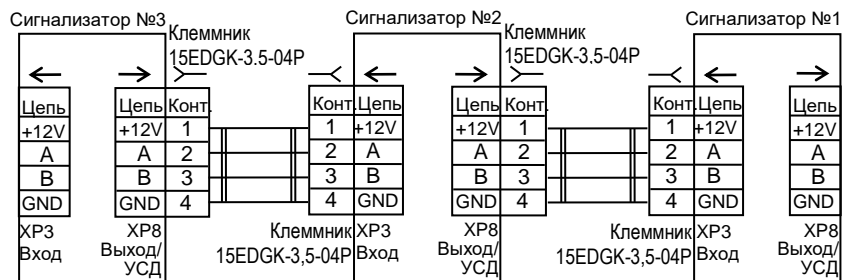 Сигнализатор №3
Сигнализатор №2
Сигнализатор №1
Клеммник
15EDGK-3.5-04P
Клеммник
15EDGK-3,5-04P
Цепь Цепь Конт. Конт. Цепь Цепь Конт. Конт. Цепь Цепь
+12V +12V 1 1 +12V +12V 1 1 +12V +12V
A A 2 2 A A 2 2 A A
B B 3 3 B B 3 3 B B
GND GND 4 4 GND GND 4 4 GND GND
XP3
Вход
XP8
Выход/
УСД
Клеммник
15EDGK-3,5-04P
XP3
Вход
XP8
Выход/
УСД
Клеммник
15EDGK-3,5-04P
XP3
Вход
XP8
Выход/
УСД